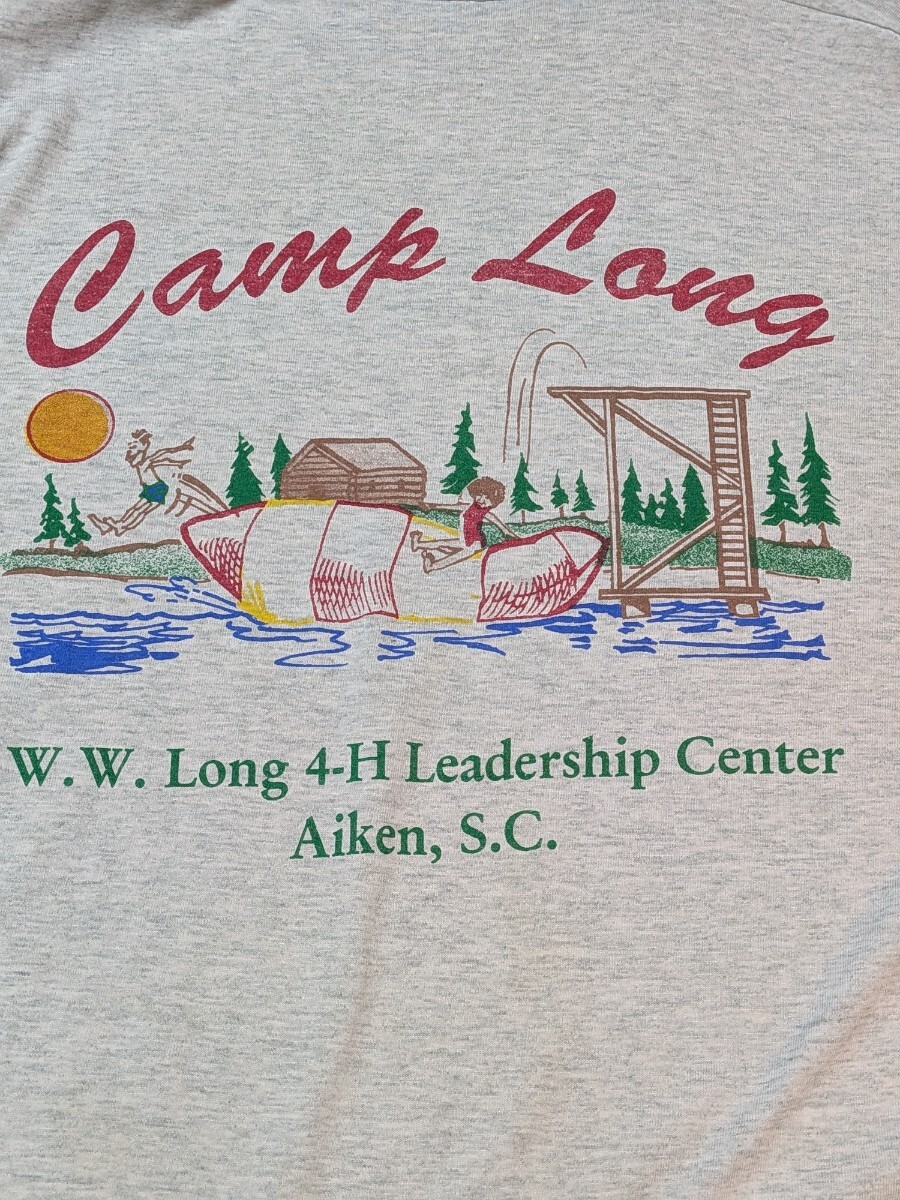 Camp Long
W.W. Long 4-H Leadership Center
Aiken, S.C.